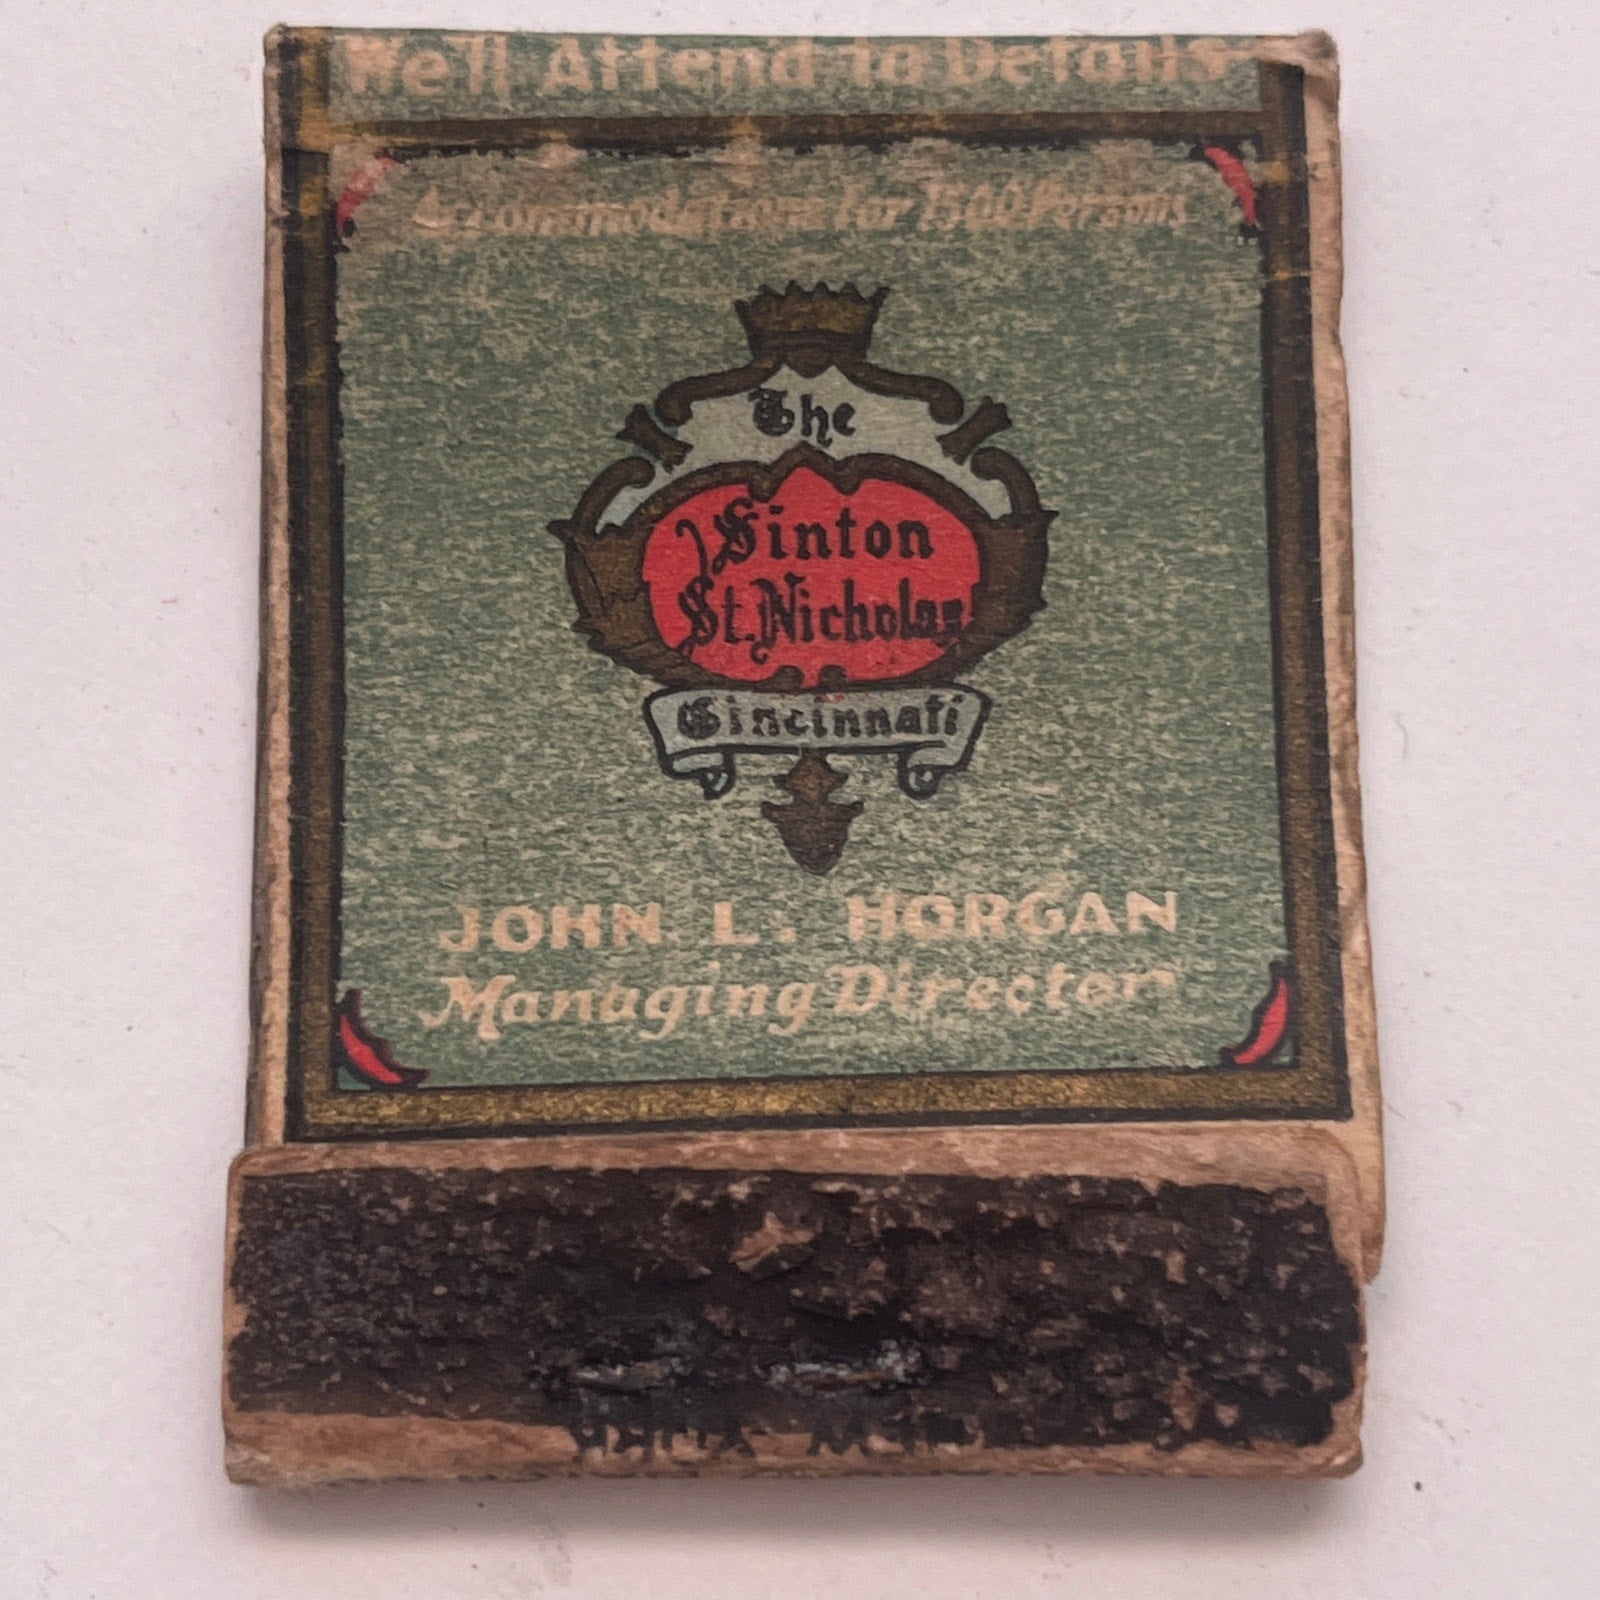 We'll Attend to Details
Accommodations for 1500 Persons
The
Sinton
St. Nicholas
Cincinnati
JOHN L. HORGAN
Managing Director